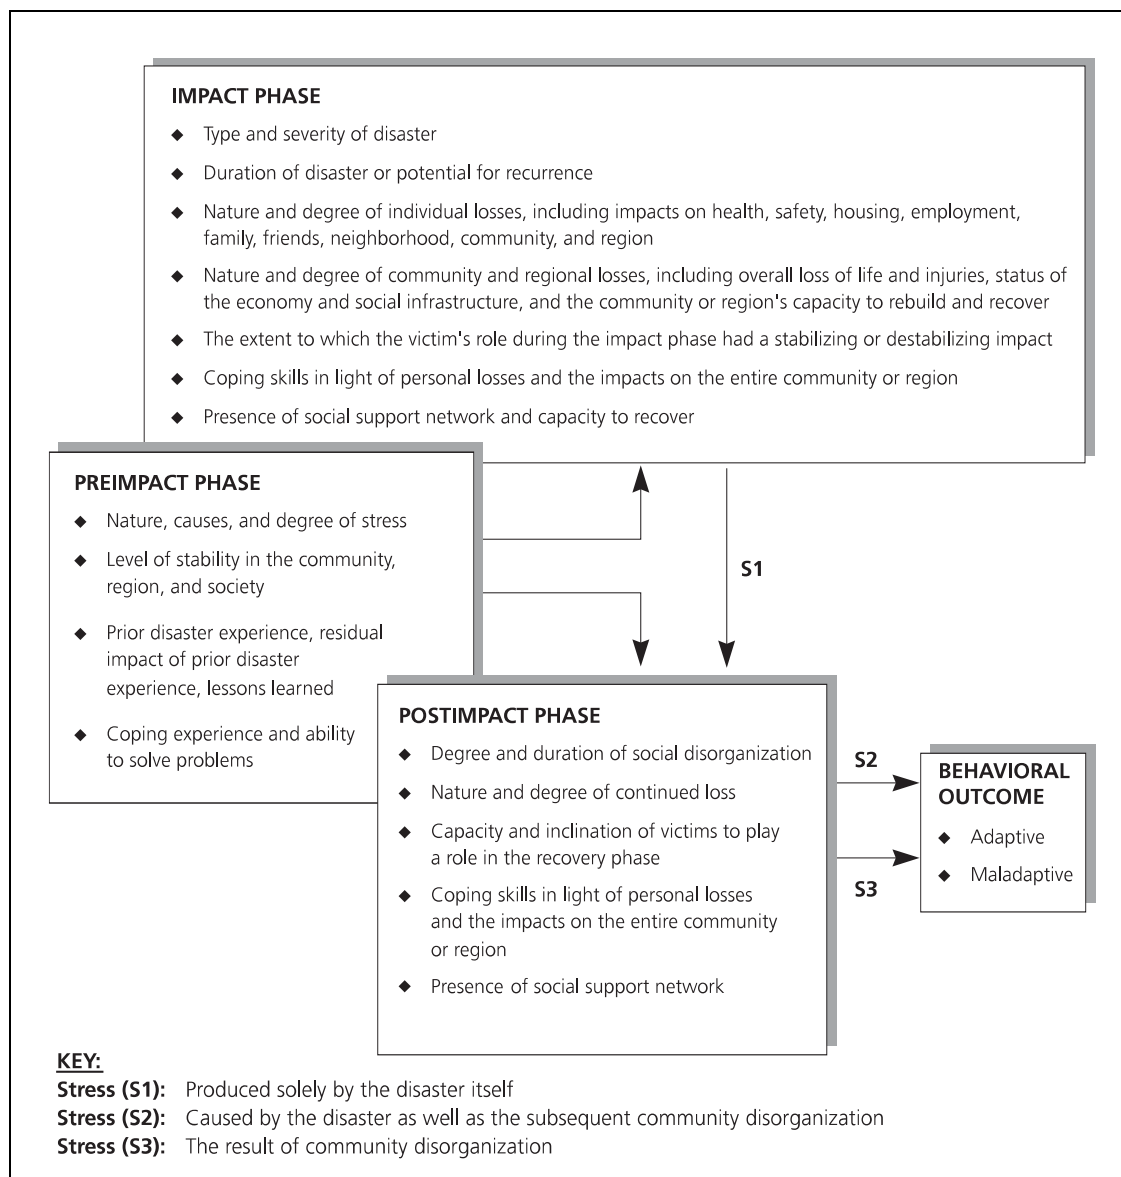 IMPACT PHASE
◆ Type and severity of disaster
◆ Duration of disaster or potential for recurrence
◆ Nature and degree of individual losses, including impacts on health, safety, housing, employment,
family, friends, neighborhood, community, and region
◆ Nature and degree of community and regional losses, including overall loss of life and injuries, status of
the economy and social infrastructure, and the community or region's capacity to rebuild and recover
◆ The extent to which the victim's role during the impact phase had a stabilizing or destabilizing impact
◆ Coping skills in light of personal losses and the impacts on the entire community or region
◆ Presence of social support network and capacity to recover
PREIMPACT PHASE
◆ Nature, causes, and degree of stress
◆ Level of stability in the community,
region, and society
◆ Prior disaster experience, residual
impact of prior disaster
experience, lessons learned
◆ Coping experience and ability
to solve problems
S1
POSTIMPACT PHASE
◆ Degree and duration of social disorganization
◆ Nature and degree of continued loss
◆ Capacity and inclination of victims to play
a role in the recovery phase
◆ Coping skills in light of personal losses
and the impacts on the entire community
or region
◆ Presence of social support network
S2
S3
BEHAVIORAL
OUTCOME
◆ Adaptive
◆ Maladaptive
KEY:
Stress (S1): Produced solely by the disaster itself
Stress (S2): Caused by the disaster as well as the subsequent community disorganization
Stress (S3): The result of community disorganization